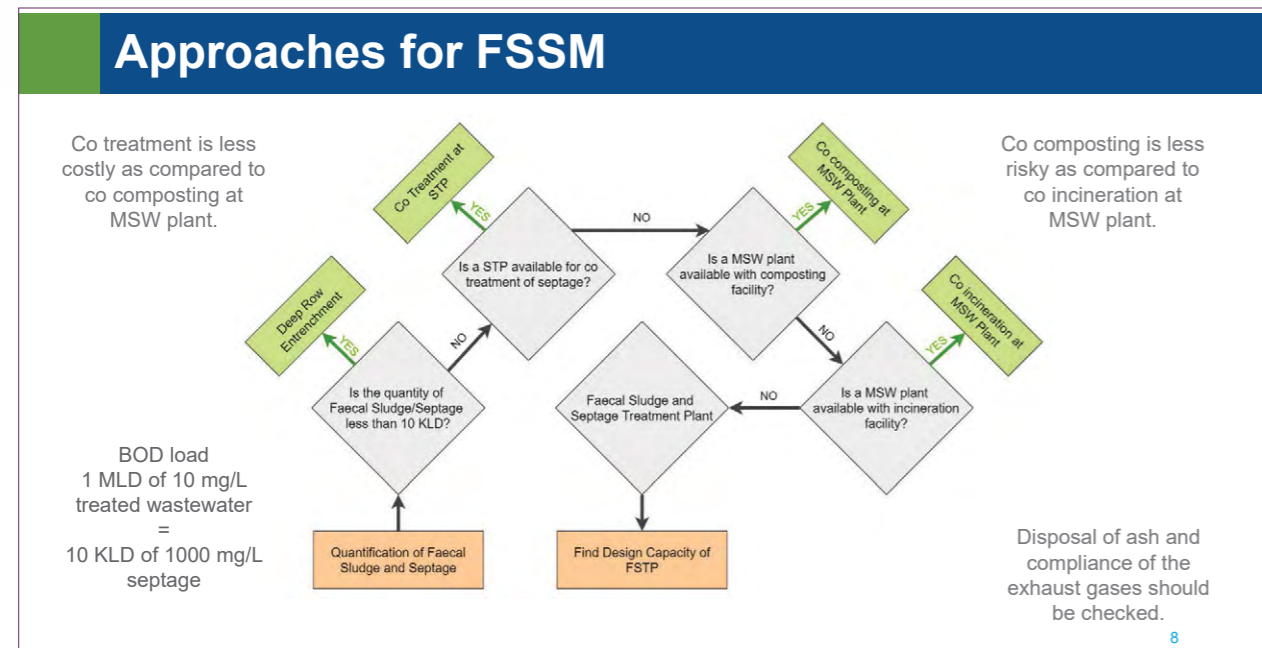 Approaches for FSSM
Co treatment is less
costly as compared to
co composting at
MSW plant.
Co Treatment at
STP
YES
Is a STP available for co
treatment of septage?
NO
Co composting at
MSW Plant
YES
Is a MSW plant
available with composting
facility?
Co composting is less
risky as compared to
co incineration at
MSW plant.
Deep Row
Entrenchment
YES
NO
Is the quantity of
Faecal Sludge/Septage
less than 10 KLD?
NO
Co incineration at
MSW Plant
YES
Is a MSW plant
available with incineration
facility?
NO
Faecal Sludge and
Septage Treatment Plant
BOD load
1 MLD of 10 mg/L
treated wastewater
=
10 KLD of 1000 mg/L
septage
Quantification of Faecal
Sludge and Septage
Find Design Capacity of
FSTP
Disposal of ash and
compliance of the
exhaust gases should
be checked.
8